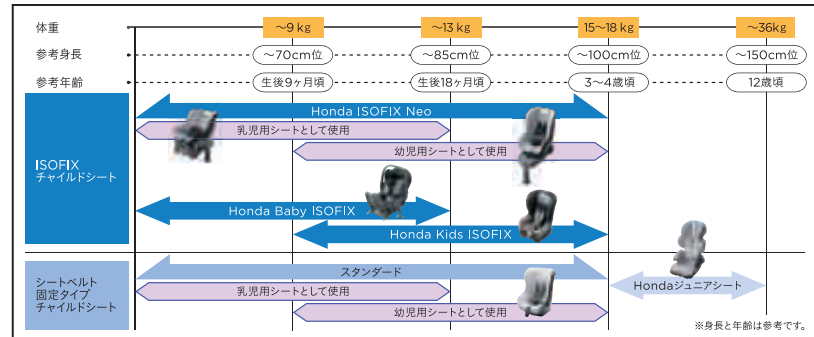 体重 ～9 kg ～13 kg 15～18 kg ～36kg
参考身長 ～70cm位 ～85cm位 ～100cm位 ～150cm位
参考年齢 生後9ヶ月頃 生後18ヶ月頃 3～4歳頃 12歳頃
Honda ISOFIX Neo
乳児用シートとして使用
幼児用シートとして使用
ISOFIX
チャイルドシート
Honda Baby ISOFIX
Honda Kids ISOFIX
スタンダード
シートベルト
固定タイプ
チャイルドシート
乳児用シートとして使用
Hondaジュニアシート
幼児用シートとして使用
※身長と年齢は参考です。